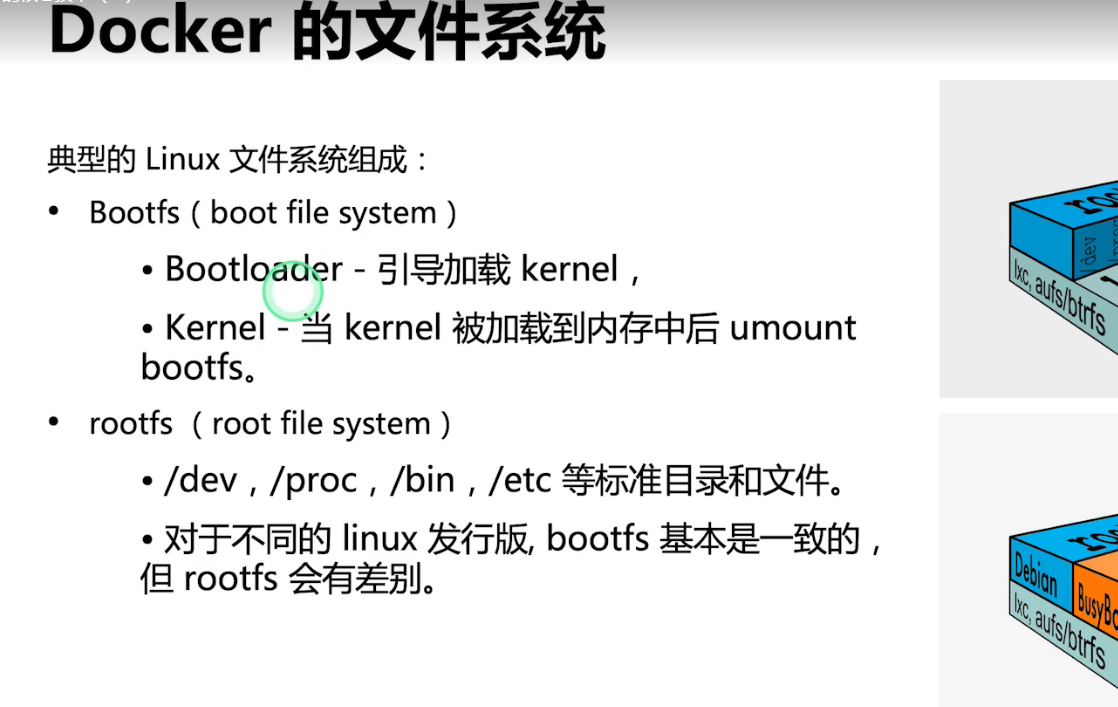 Docker 的文件系统
典型的 Linux 文件系统组成：
• Bootfs（boot file system）
• Bootloader - 引导加载 kernel，
• Kernel - 当 kernel 被加载到内存中后 umount
bootfs。
• rootfs （root file system）
• /dev，/proc，/bin，/etc 等标准目录和文件。
• 对于不同的 linux 发行版, bootfs 基本是一致的，
但 rootfs 会有差别。
/dev
lxc, aufs/btrfs
Debian
lxc, aufs/btrfs